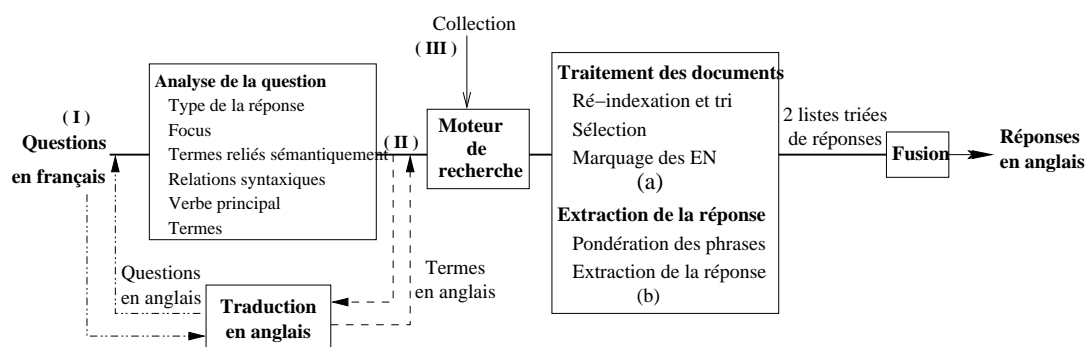 Collection
( III )
Analyse de la question
Type de la réponse
Focus
Termes reliés sémantiquement
Relations syntaxiques
Verbe principal
Termes
( I )
Questions
en français
( II )
Moteur
de
recherche
Traitement des documents
Ré−indexation et tri
Sélection
Marquage des EN
(a)
Extraction de la réponse
Pondération des phrases
Extraction de la réponse
(b)
2 listes triées
de réponses
Fusion
Réponses
en anglais
Questions
en anglais
Traduction
en anglais
Termes
en anglais